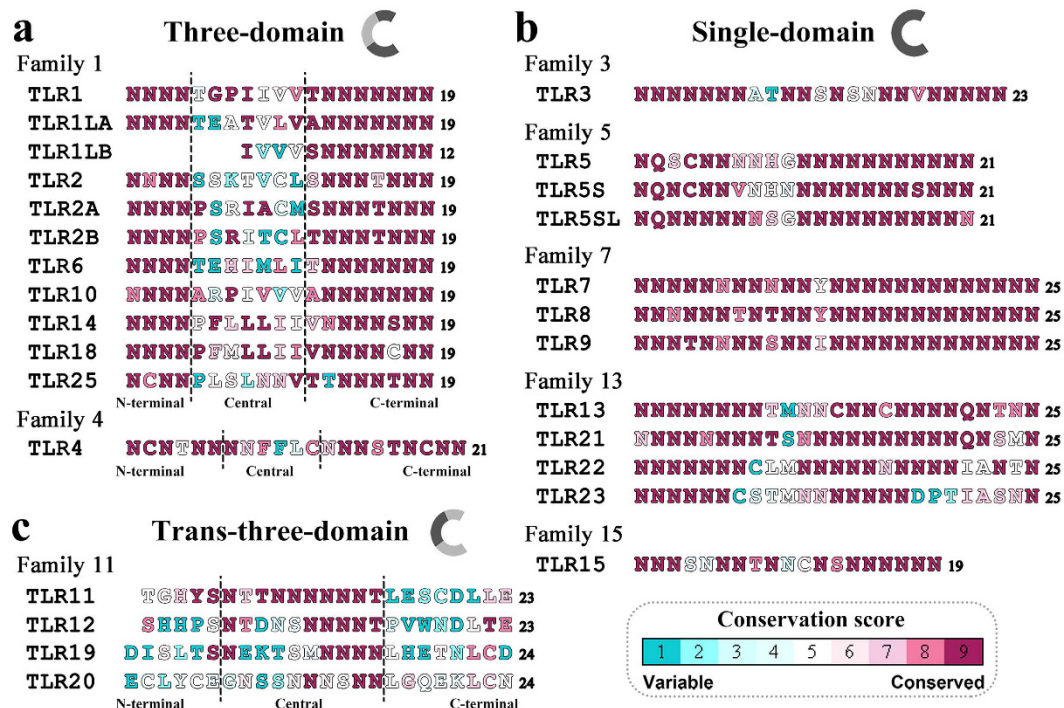 a Three-domain
Family 1
TLR1 NNNNTGPIIVVTNNNNNNN 19
TLR1LA NNNNTEATVLVANNNNNNN 19
TLR1LB IVVVSNNNNNNN 12
TLR2 NNNNSSKTVCLSNNNTNNN 19
TLR2A NNNNPSRIACMSNNNTNNN 19
TLR2B NNNNPSRITCLTNNNTNNN 19
TLR6 NNNNTEHIMLITNNNNNNN 19
TLR10 NNNNARPIVVVANNNNNNN 19
TLR14 NNNNPFLLLIIVNNNNSNN 19
TLR18 NNNNPFMLLIIVNNNNCNN 19
TLR25 NCNNPLSLNNVTTNNNTNN 19
N-terminal Central C-terminal
Family 4
TLR4 NCNTNNNNFFLCNNNSTNCNN 21
N-terminal Central C-terminal
c Trans-three-domain
Family 11
TLR11 TGHYSNTTNNNNNNTLESCDLLE 23
TLR12 SHHPSNTDNSNNNNTPVWNDLTE 23
TLR19 DISLTSNEKTSMNNNNLHETNLCD 24
TLR20 ECLYCEGNSSNNNSNNLGQEKLCN 24
N-terminal Central C-terminal
b Single-domain
Family 3
TLR3 NNNNNNNATNNSNSNNNVNNNNN 23
Family 5
TLR5 NQSCNNNNHGNNNNNNNNNNN 21
TLR5S NQNCNNVNHNNNNNNNNSNNN 21
TLR5SL NQNNNNNNSGNNNNNNNNNNN 21
Family 7
TLR7 NNNNNNNNNNNYNNNNNNNNNNNNN 25
TLR8 NNNNNNTNTNNYNNNNNNNNNNNNN 25
TLR9 NNNTNNNNSNNINNNNNNNNNNNNN 25
Family 13
TLR13 NNNNNNNNTMNNCNNCNNNNQNTNN 25
TLR21 NNNNNNNNTSNNNNNNNNNNQNSMN 25
TLR22 NNNNNNNCLMNNNNNNNNNNIANTN 25
TLR23 NNNNNNCSTMNNNNNNNDPTIASNN 25
Family 15
TLR15 NNNSNNNTNNCNSNNNNNN 19
Conservation score
1 2 3 4 5 6 7 8 9
Variable Conserved